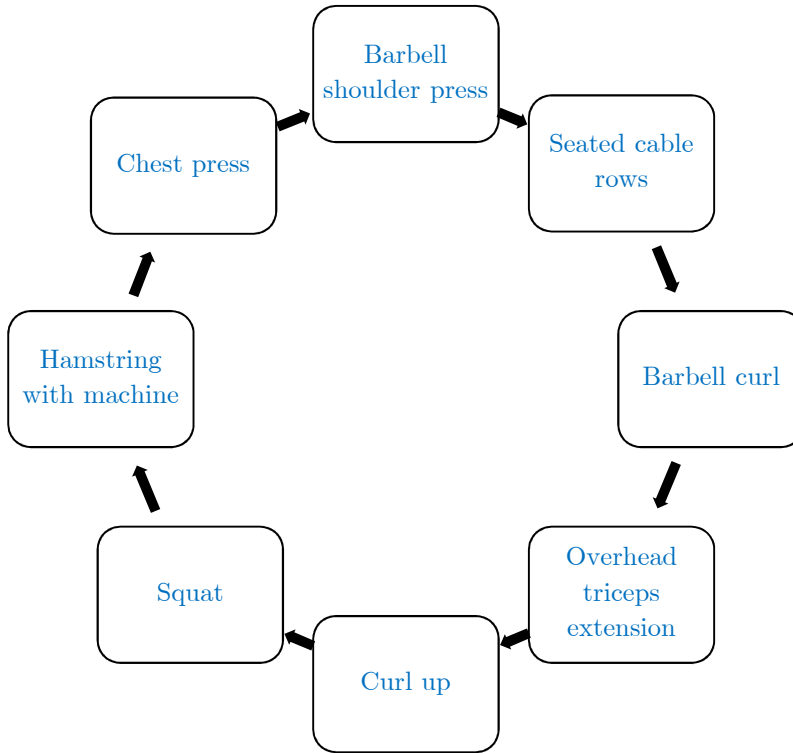 Barbell
shoulder press
Seated cable
rows
Barbell curl
Overhead
triceps
extension
Curl up
Squat
Hamstring
with machine
Chest press